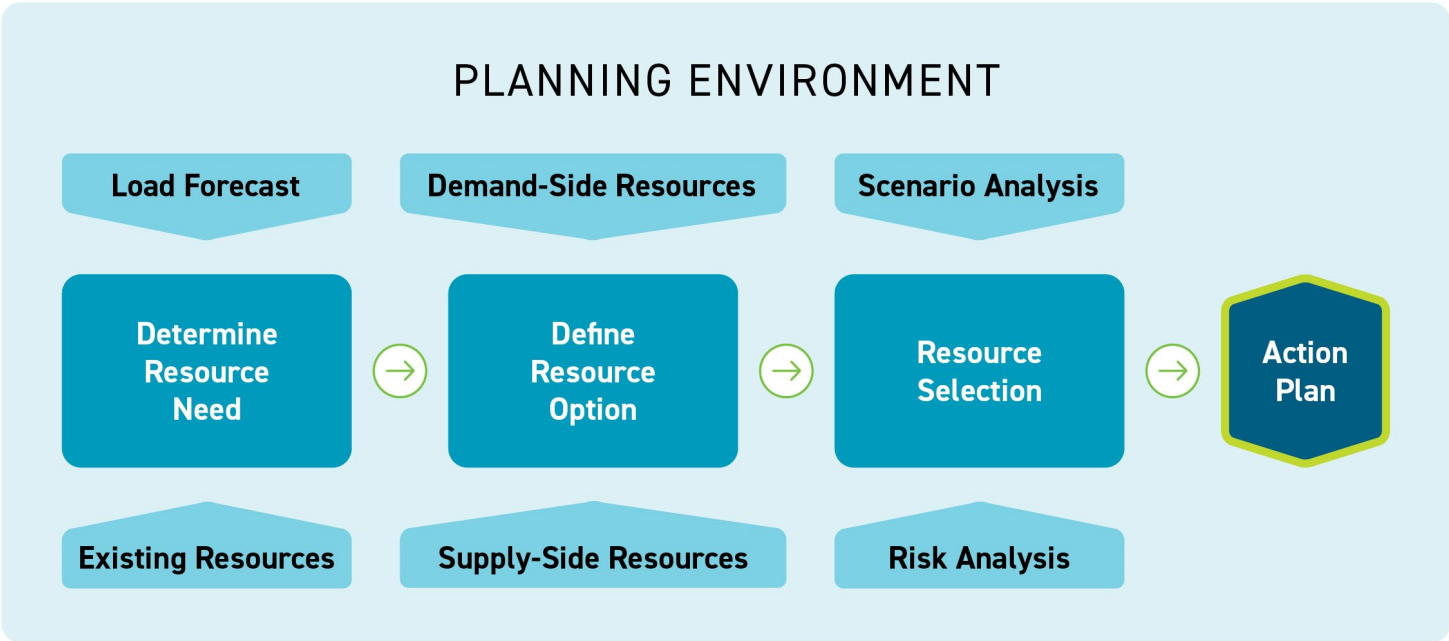 PLANNING ENVIRONMENT
Load Forecast
Demand-Side Resources
Scenario Analysis
Determine
Resource
Need
Define
Resource
Option
Resource
Selection
Action
Plan
Existing Resources
Supply-Side Resources
Risk Analysis